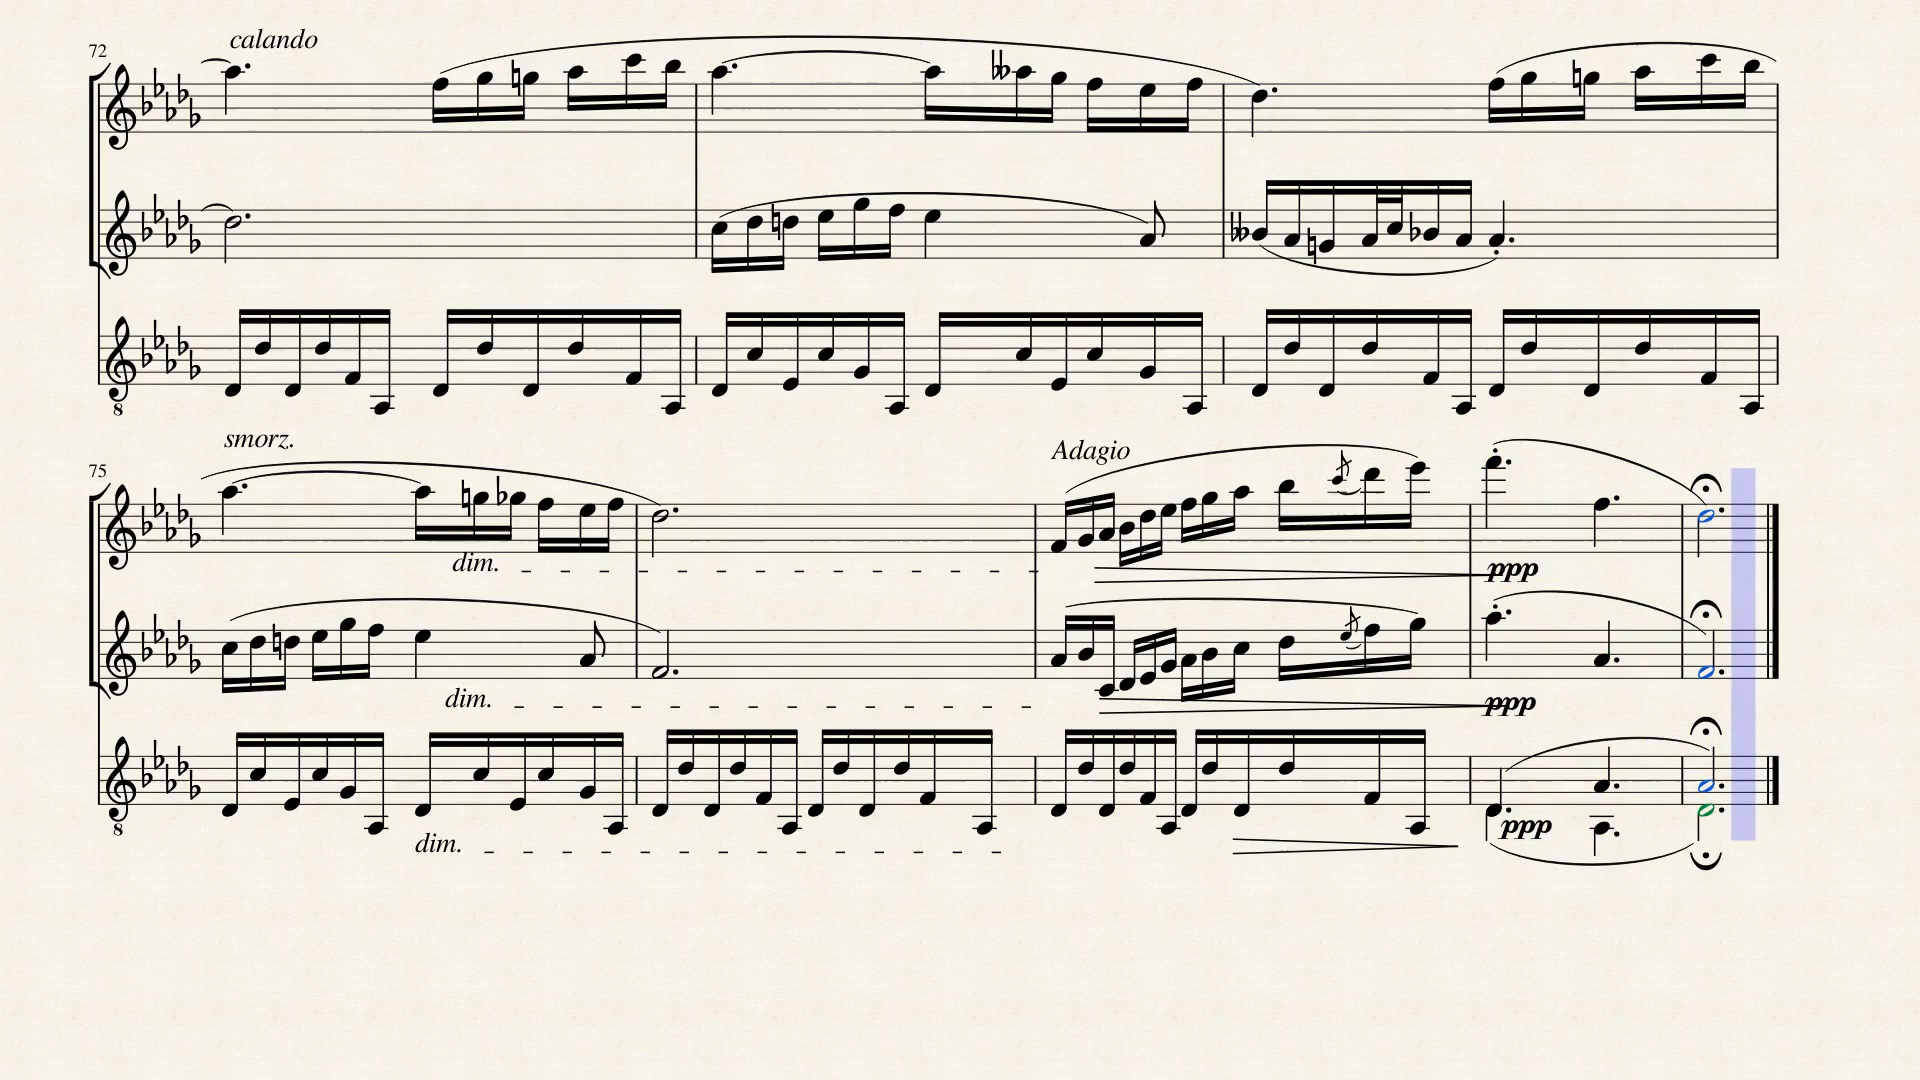 calando
72
8
smorz.
75
Adagio
dim.
ppp
dim.
ppp
ppp
8
dim.